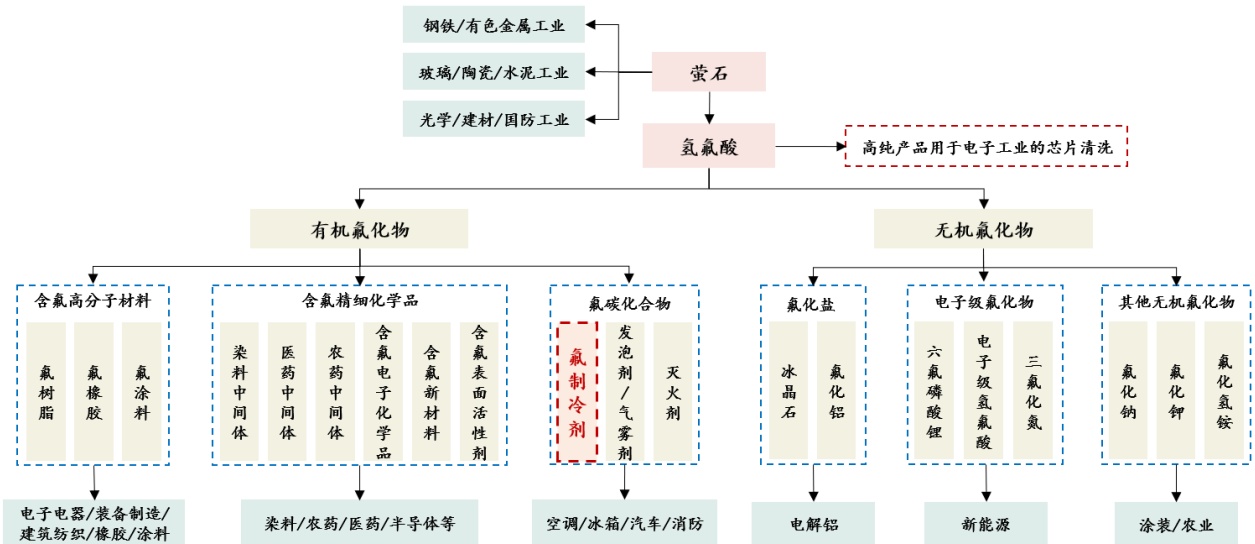 钢铁/有色金属工业
玻璃/陶瓷/水泥工业
萤石
光学/建材/国防工业
氢氟酸
高纯产品用于电子工业的芯片清洗
有机氟化物
无机氟化物
含氟高分子材料
氟树脂
氟橡胶
氟涂料
含氟精细化学品
染料中间体
医药中间体
农药中间体
含氟电子化学品
含氟新材料
含氟表面活性剂
氟碳化合物
氟制冷剂
发泡剂/气雾剂
灭火剂
氟化盐
冰晶石
氟化铝
电子级氟化物
六氟磷酸锂
电子级氢氟酸
三氟化氮
其他无机氟化物
氟化钠
氟化钾
氟化氢铵
电子电器/装备制造/
建筑纺织/橡胶/涂料
染料/农药/医药/半导体等
空调/冰箱/汽车/消防
电解铝
新能源
涂装/农业